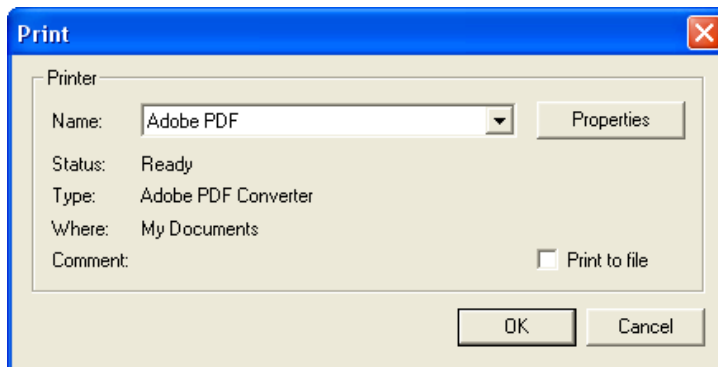 Print
Printer
Name: Adobe PDF Properties
Status: Ready
Type: Adobe PDF Converter
Where: My Documents
Comment: Print to file
OK Cancel